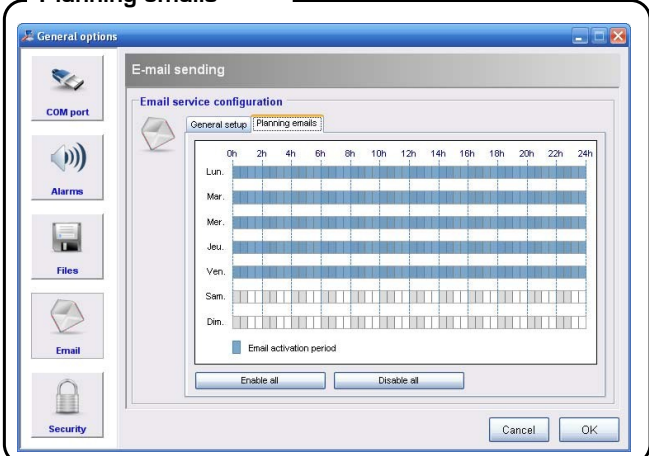 Planning emails
General options
E-mail sending
COM port
Alarms
Files
Email
Security
Email service configuration
General setup Planning emails
0h 2h 4h 6h 8h 10h 12h 14h 16h 18h 20h 22h 24h
Lun.
Mar.
Mer.
Jeu.
Ven.
Sam.
Dim.
Email activation period
Enable all Disable all
Cancel OK